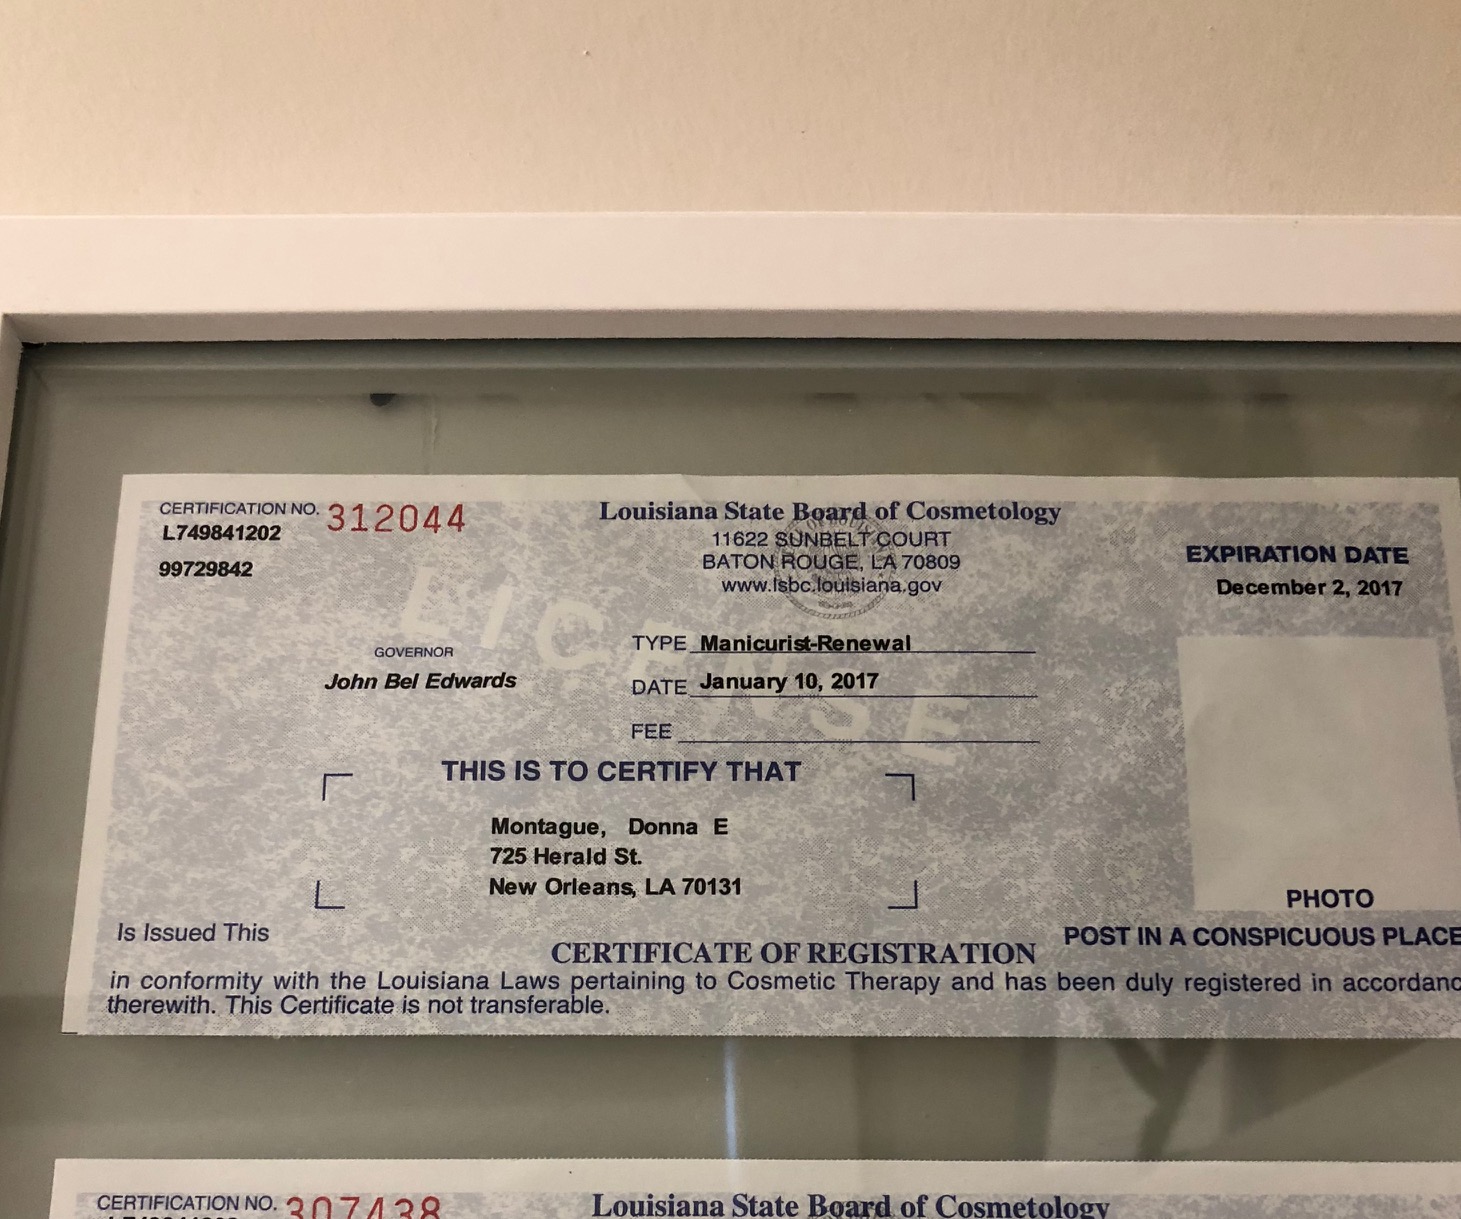 CERTIFICATION NO. 312044
L749841202
99729842
Louisiana State Board of Cosmetology
11622 SUNBELT COURT
BATON ROUGE, LA 70809
www.lsbc.louisiana.gov
EXPIRATION DATE
December 2, 2017
LICENSE
GOVERNOR
John Bel Edwards
TYPE Manicurist-Renewal
DATE January 10, 2017
FEE
THIS IS TO CERTIFY THAT
Montague, Donna E
725 Herald St.
New Orleans, LA 70131
PHOTO
Is Issued This
CERTIFICATE OF REGISTRATION
POST IN A CONSPICUOUS PLACE
in conformity with the Louisiana Laws pertaining to Cosmetic Therapy and has been duly registered in accordanc
therewith. This Certificate is not transferable.
CERTIFICATION NO. 307438
Louisiana State Board of Cosmetology